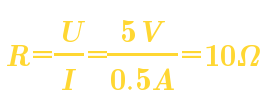 R = U/I = 5V/0.5A = 10Ω